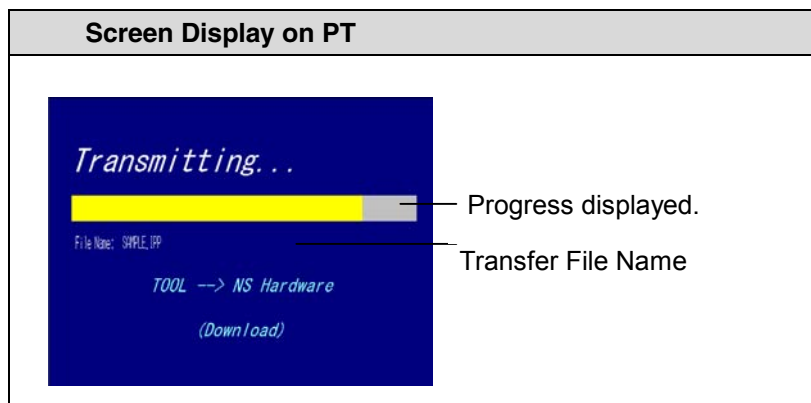 Screen Display on PT
Transmitting...
Progress displayed.
File Name: SAMPLE.IPP
Transfer File Name
TOOL --> NS Hardware
(Download)